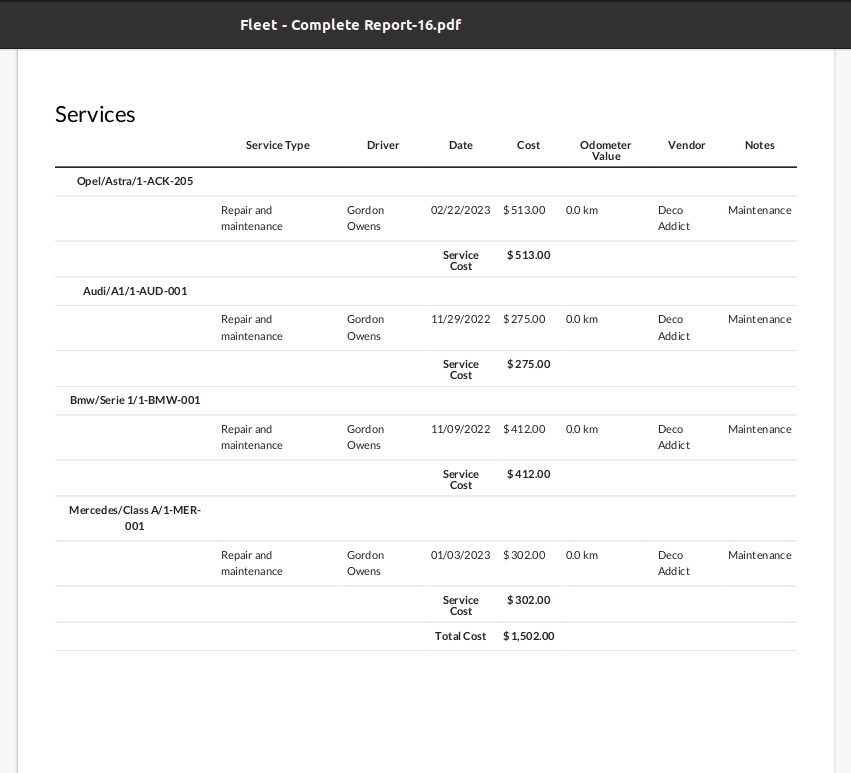 Fleet - Complete Report-16.pdf
Services
Service Type Driver Date Cost Odometer Value Vendor Notes
Opel/Astra/1-ACK-205
Repair and maintenance Gordon Owens 02/22/2023 $ 513.00 0.0 km Deco Addict Maintenance
Service Cost $ 513.00
Audi/A1/1-AUD-001
Repair and maintenance Gordon Owens 11/29/2022 $ 275.00 0.0 km Deco Addict Maintenance
Service Cost $ 275.00
Bmw/Serie 1/1-BMW-001
Repair and maintenance Gordon Owens 11/09/2022 $ 412.00 0.0 km Deco Addict Maintenance
Service Cost $ 412.00
Mercedes/Class A/1-MER-001
Repair and maintenance Gordon Owens 01/03/2023 $ 302.00 0.0 km Deco Addict Maintenance
Service Cost $ 302.00
Total Cost $ 1,502.00